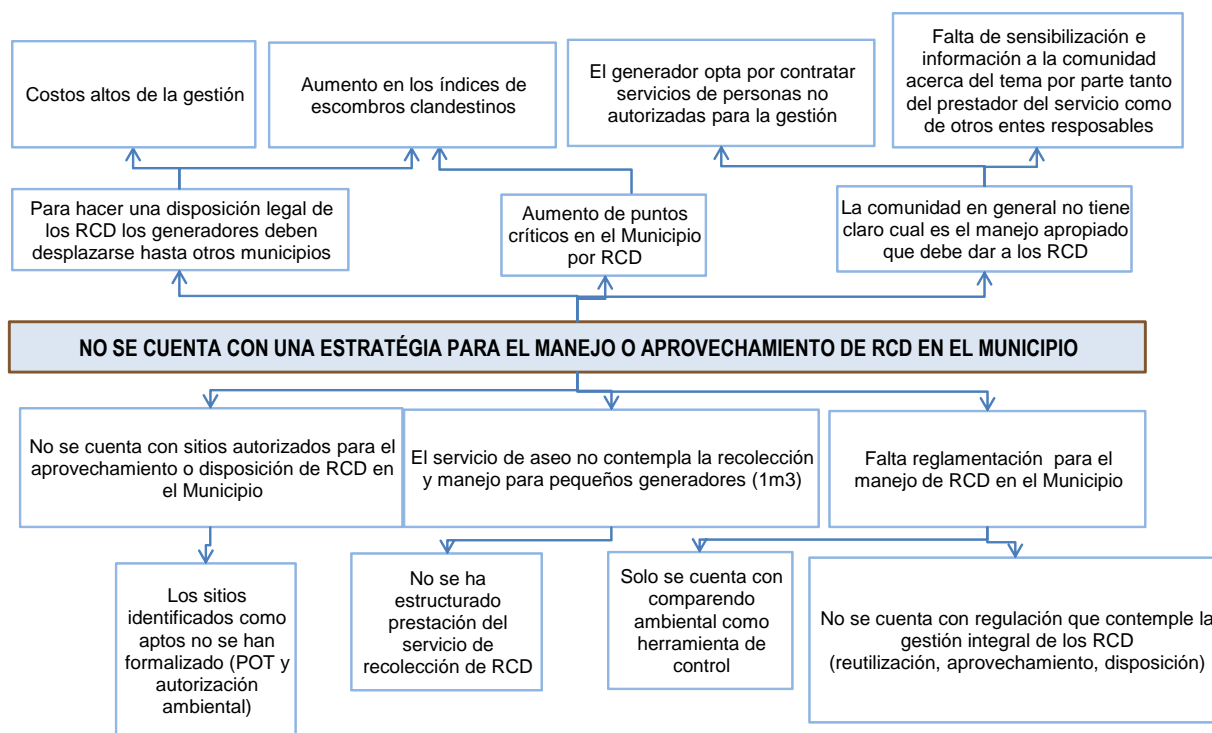 Costos altos de la gestión
Aumento en los índices de
escombros clandestinos
El generador opta por contratar
servicios de personas no
autorizadas para la gestión
Falta de sensibilización e
información a la comunidad
acerca del tema por parte tanto
del prestador del servicio como
de otros entes resposables
Para hacer una disposición legal de
los RCD los generadores deben
desplazarse hasta otros municipios
Aumento de puntos
críticos en el Municipio
por RCD
La comunidad en general no tiene
claro cual es el manejo apropiado
que debe dar a los RCD
NO SE CUENTA CON UNA ESTRATÉGIA PARA EL MANEJO O APROVECHAMIENTO DE RCD EN EL MUNICIPIO
No se cuenta con sitios autorizados para el
aprovechamiento o disposición de RCD en
el Municipio
El servicio de aseo no contempla la recolección
y manejo para pequeños generadores (1m3)
Falta reglamentación para el
manejo de RCD en el Municipio
Los sitios
identificados como
aptos no se han
formalizado (POT y
autorización
ambiental)
No se ha
estructurado
prestación del
servicio de
recolección de RCD
Solo se cuenta con
comparendo
ambiental como
herramienta de
control
No se cuenta con regulación que contemple la
gestión integral de los RCD
(reutilización, aprovechamiento, disposición)